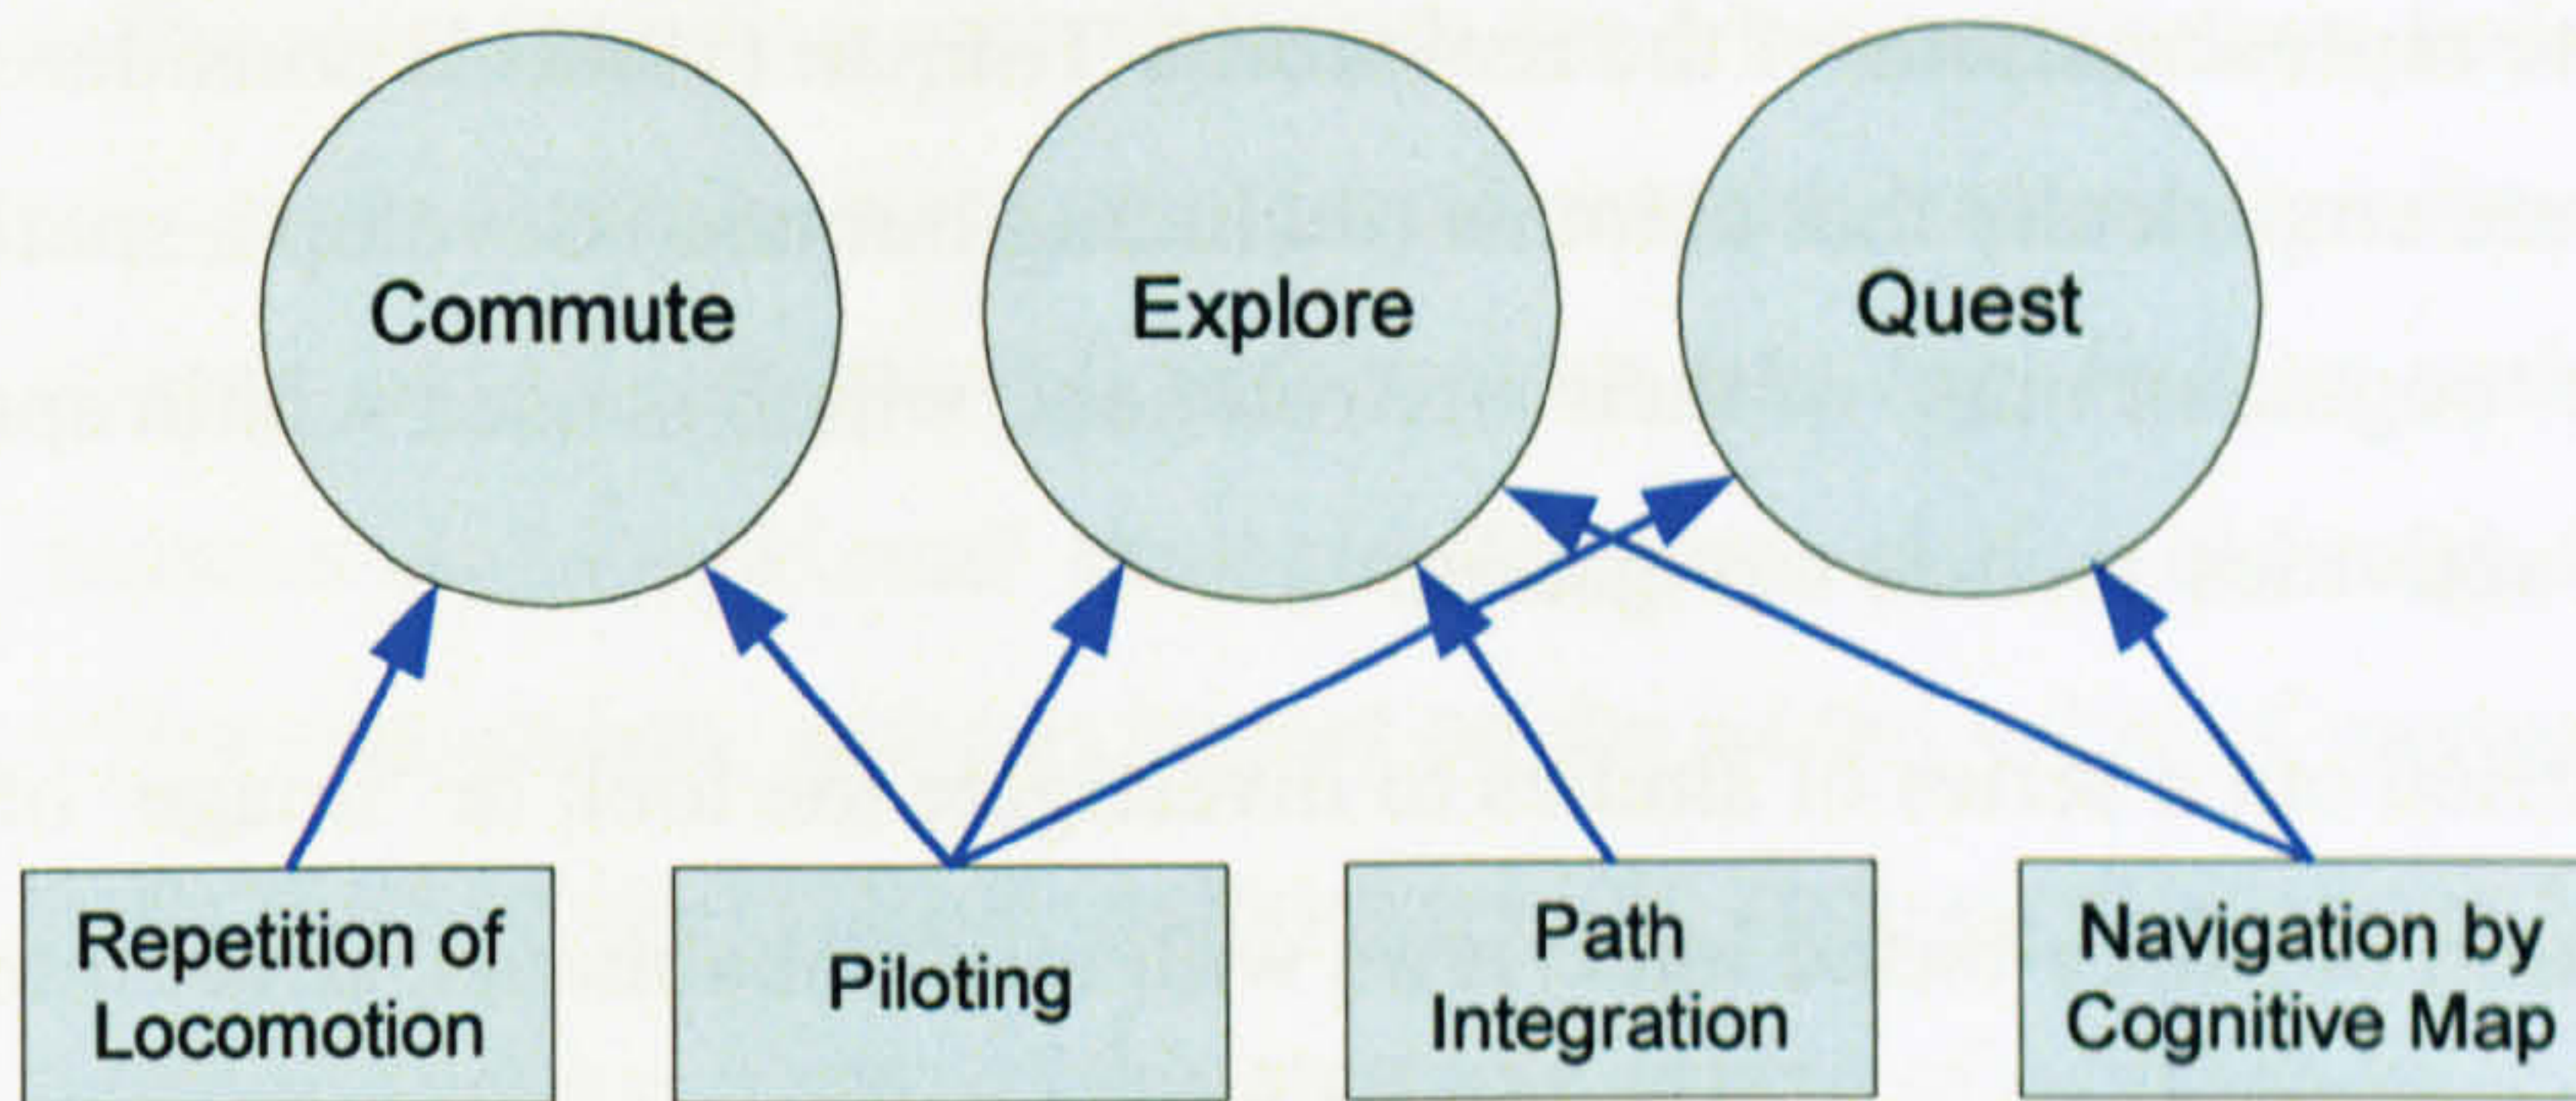 Commute
Explore
Quest
Repetition of
Locomotion
Piloting
Path
Integration
Navigation by
Cognitive Map